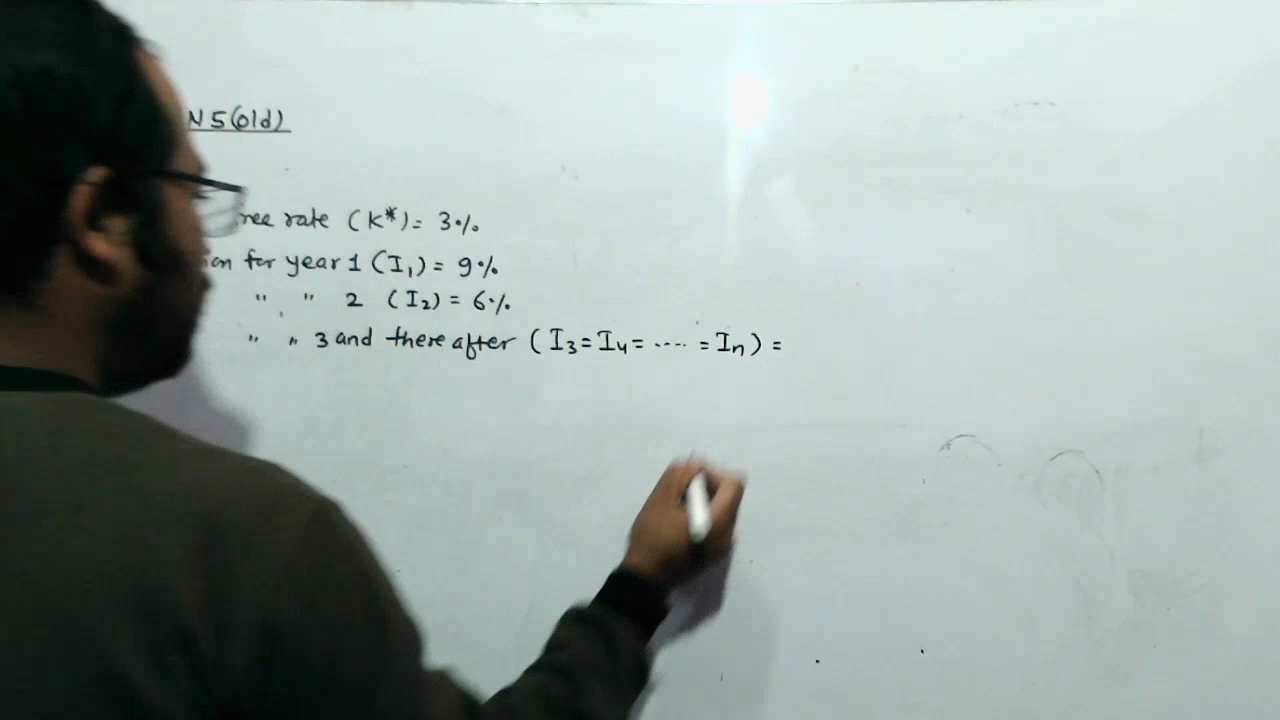 N 5(old)
ree rate (K*) = 3%
ion for year 1 (I₁) = 9%
" " 2 (I₂) = 6%
" " 3 and there after (I₃ = I₄ = ---- = Iₙ) =